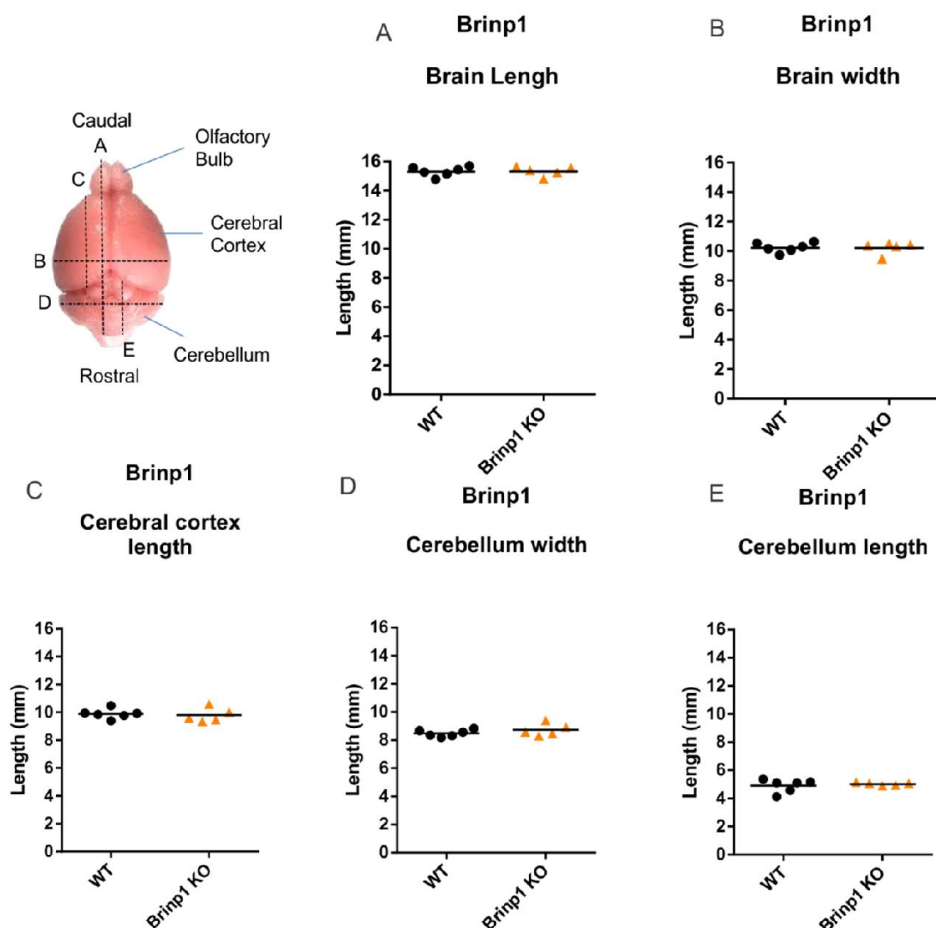 Caudal
A
Olfactory
Bulb
C
Cerebral
Cortex
B
D
E
Cerebellum
Rostral
A
Brinp1
Brain Lengh
Length (mm)
16
14
12
10
8
6
4
2
0
WT
Brinp1 KO
B
Brinp1
Brain width
Length (mm)
16
14
12
10
8
6
4
2
0
WT
Brinp1 KO
C
Brinp1
Cerebral cortex
length
Length (mm)
16
14
12
10
8
6
4
2
0
WT
Brinp1 KO
D
Brinp1
Cerebellum width
Length (mm)
16
14
12
10
8
6
4
2
0
WT
Brinp1 KO
E
Brinp1
Cerebellum length
Length (mm)
16
14
12
10
8
6
4
2
0
WT
Brinp1 KO